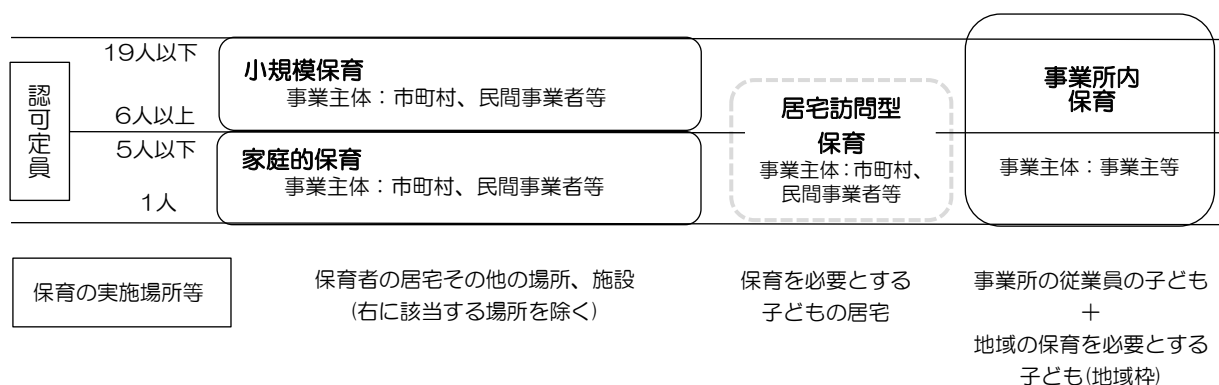 認可定員
19人以下
6人以上
5人以下
1人
小規模保育
事業主体：市町村、民間事業者等
家庭的保育
事業主体：市町村、民間事業者等
居宅訪問型
保育
事業主体：市町村、
民間事業者等
事業所内
保育
事業主体：事業主等
保育の実施場所等
保育者の居宅その他の場所、施設
(右に該当する場所を除く)
保育を必要とする
子どもの居宅
事業所の従業員の子ども
＋
地域の保育を必要とする
子ども(地域枠)